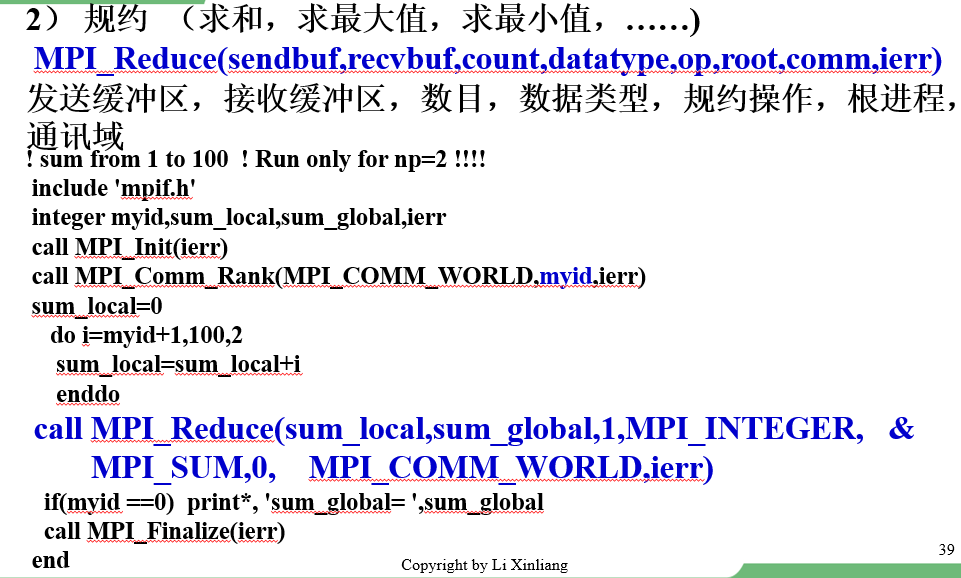 2） 规约 （求和，求最大值，求最小值，……)
MPI_Reduce(sendbuf,recvbuf,count,datatype,op,root,comm,ierr)
发送缓冲区，接收缓冲区，数目，数据类型，规约操作，根进程，
通讯域
! sum from 1 to 100 ! Run only for np=2 !!!!
include 'mpif.h'
integer myid,sum_local,sum_global,ierr
call MPI_Init(ierr)
call MPI_Comm_Rank(MPI_COMM_WORLD,myid,ierr)
sum_local=0
do i=myid+1,100,2
sum_local=sum_local+i
enddo
call MPI_Reduce(sum_local,sum_global,1,MPI_INTEGER, &
MPI_SUM,0, MPI_COMM_WORLD,ierr)
if(myid ==0) print*, 'sum_global= ',sum_global
call MPI_Finalize(ierr)
end
Copyright by Li Xinliang
39